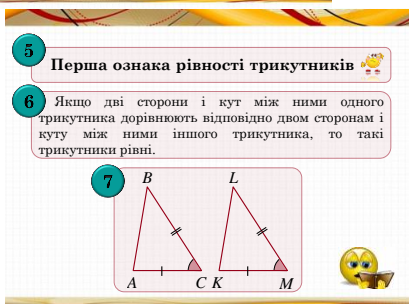 5
Перша ознака рівності трикутників
6
Якщо дві сторони і кут між ними одного
трикутника дорівнюють відповідно двом сторонам і
куту між ними іншого трикутника, то такі
трикутники рівні.
7
B L
A C K M